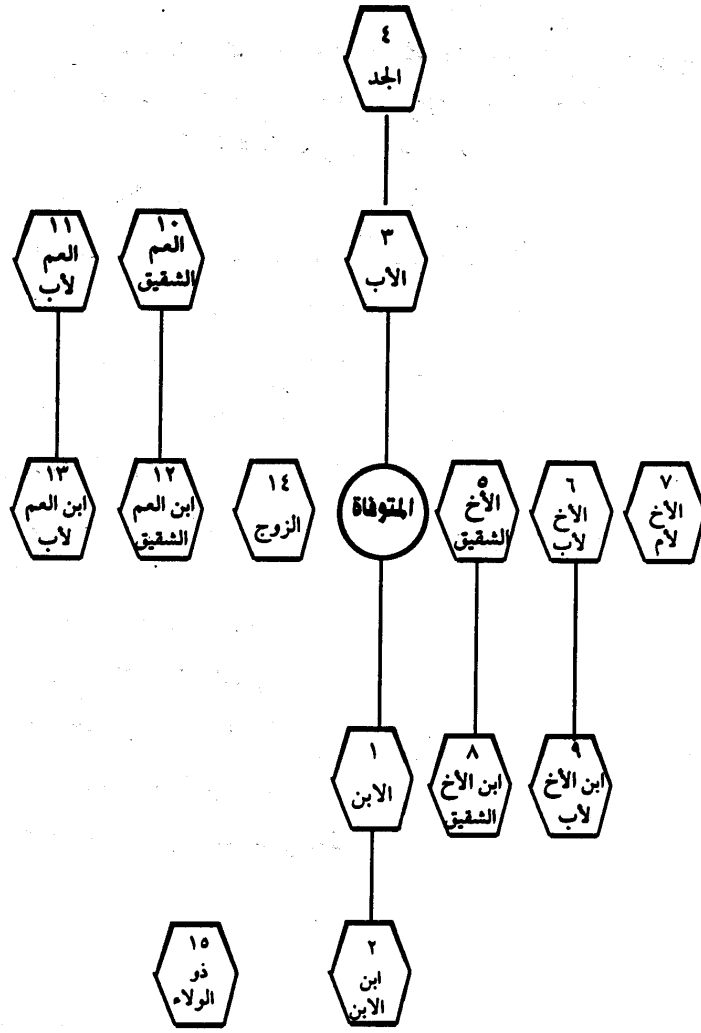 ٤
الجد
٣
الأب
١٠
العم
الشقيق
١١
العم
لأب
٧
الأخ
لأم
٦
الأخ
لأب
٥
الأخ
الشقيق
المتوفاة
١٤
الزوج
١٢
ابن العم
الشقيق
١٣
ابن العم
لأب
٩
ابن الأخ
لأب
٨
ابن الأخ
الشقيق
١
الابن
٢
ابن
الابن
١٥
ذو
الولاء